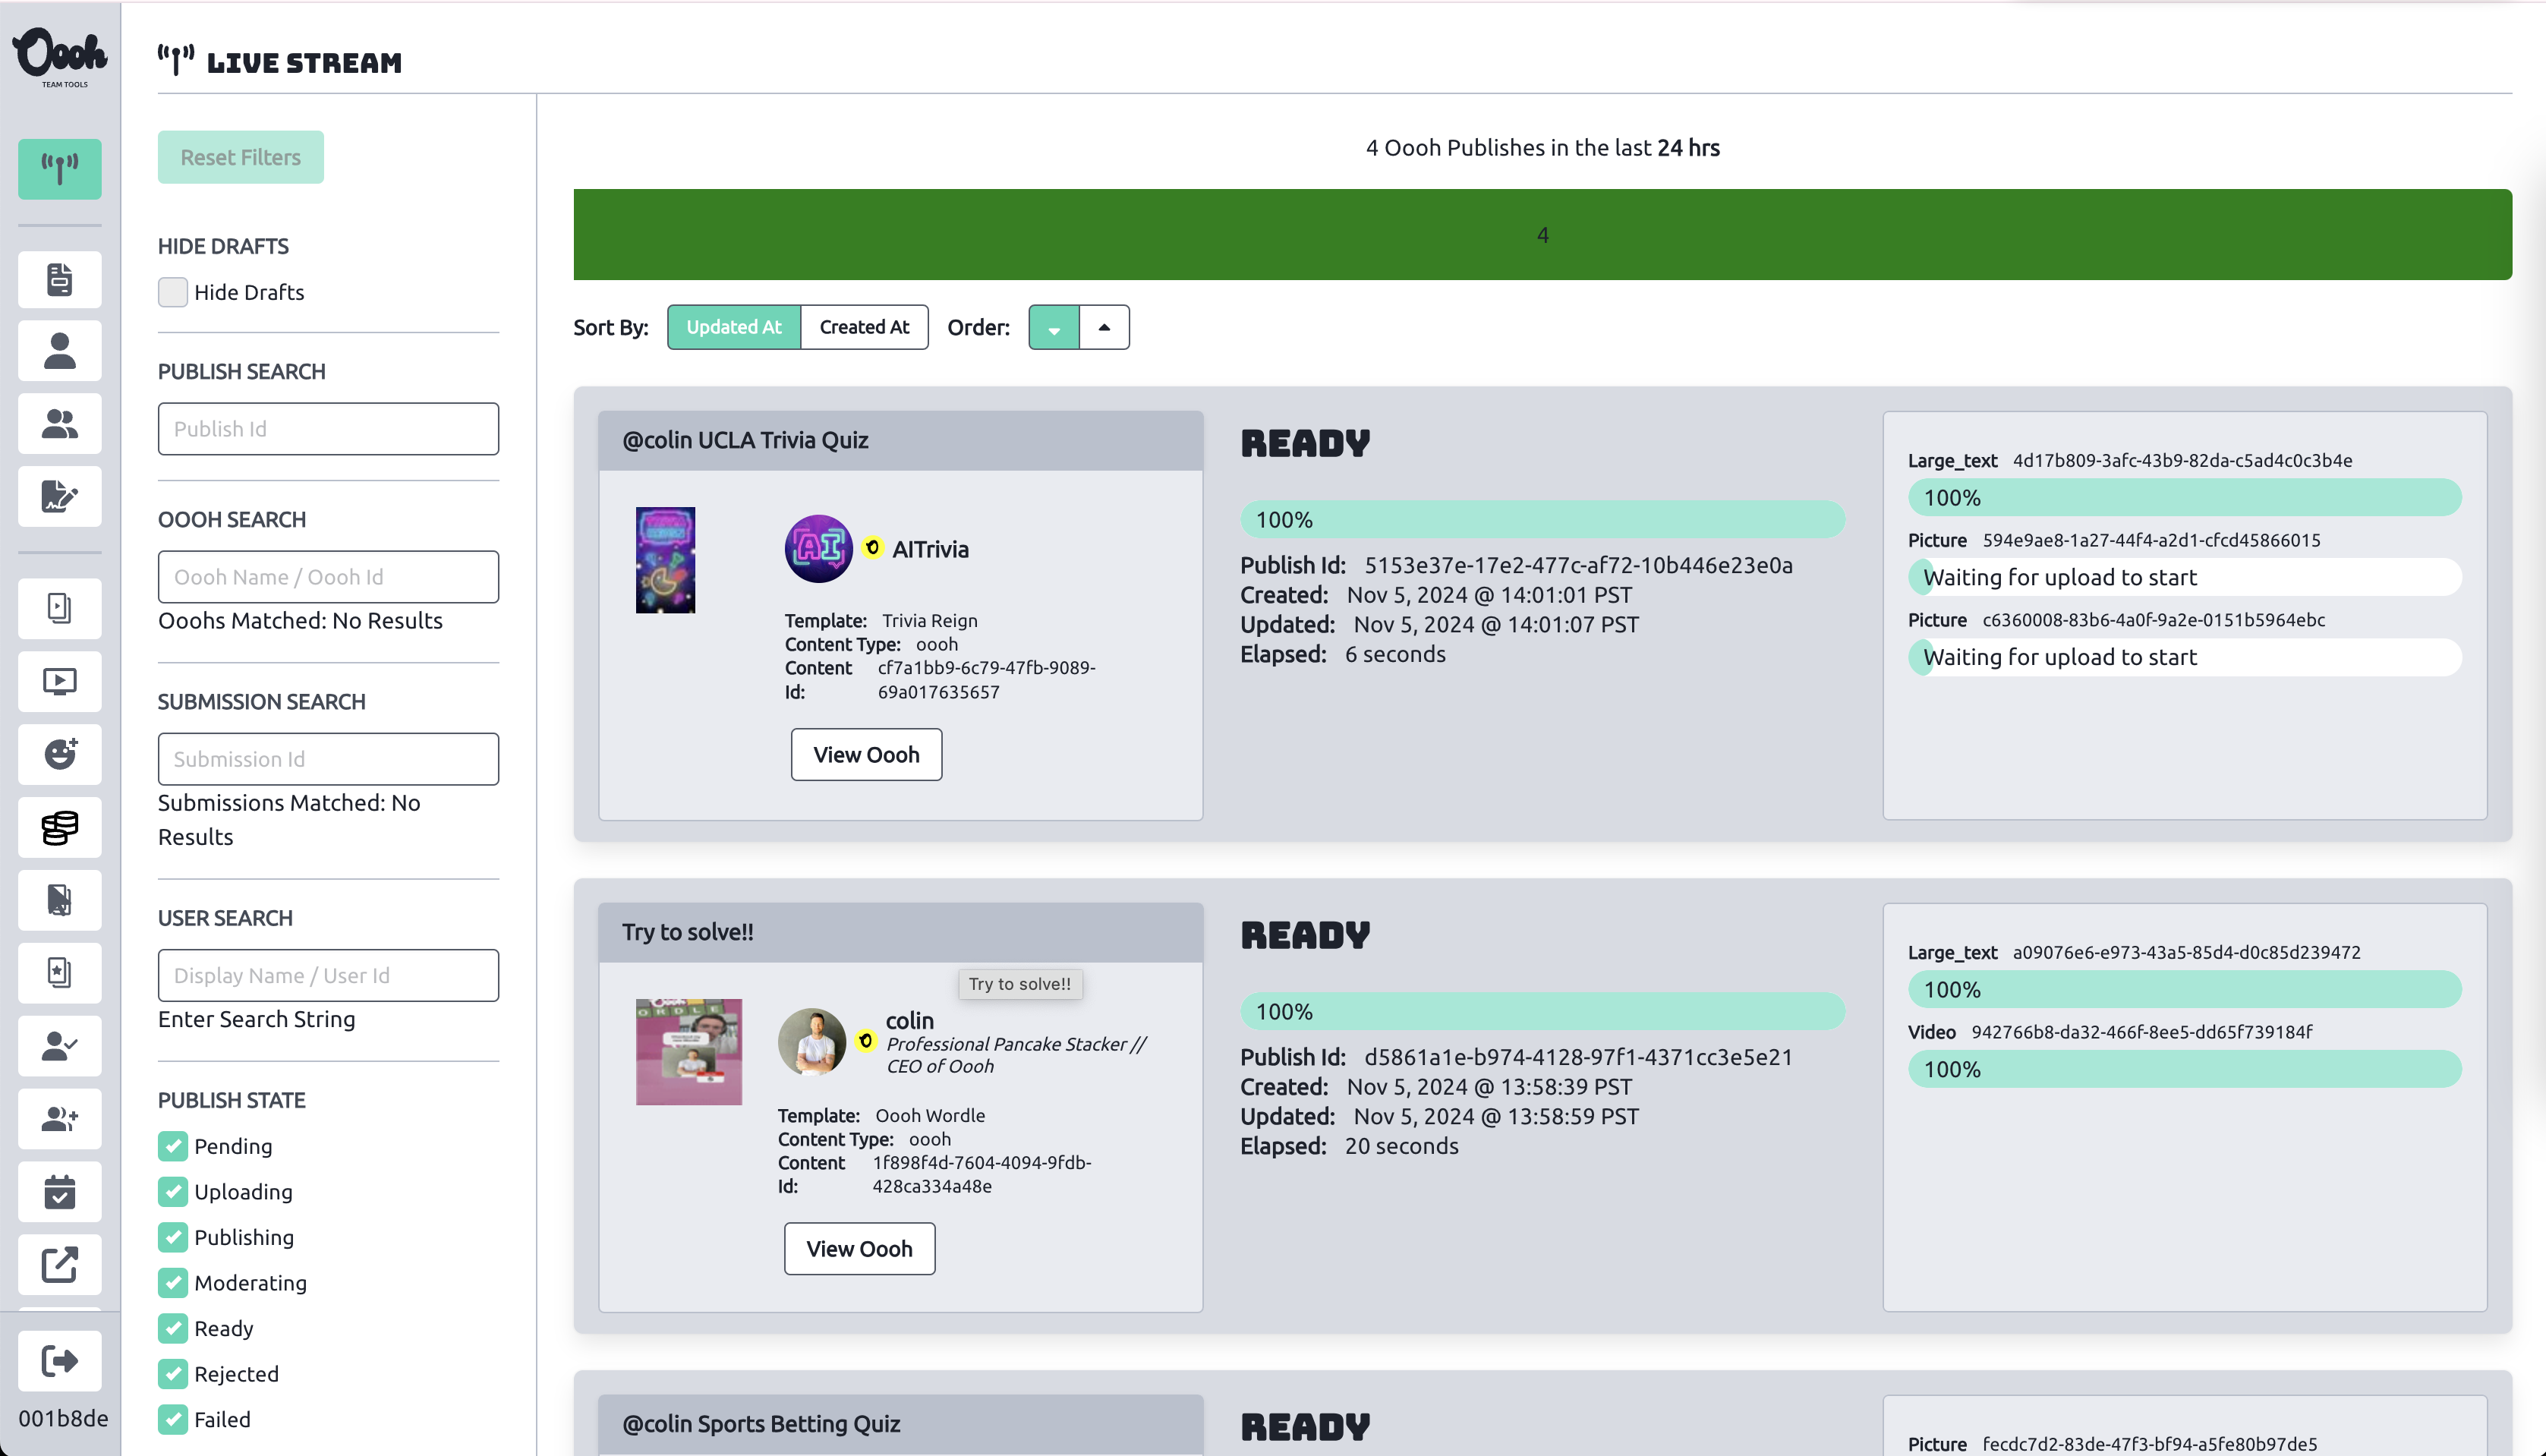 Oooh
TEAM TOOLS
LIVE STREAM
Reset Filters
HIDE DRAFTS
Hide Drafts
PUBLISH SEARCH
Publish Id
OOOH SEARCH
Oooh Name / Oooh Id
Ooohs Matched: No Results
SUBMISSION SEARCH
Submission Id
Submissions Matched: No
Results
USER SEARCH
Display Name / User Id
Enter Search String
PUBLISH STATE
Pending
Uploading
Publishing
Moderating
Ready
Rejected
Failed
001b8de
4 Oooh Publishes in the last 24 hrs
4
Sort By: Updated At Created At Order:
@colin UCLA Trivia Quiz
AI
AITrivia
Template: Trivia Reign
Content Type: oooh
Content Id: cf7a1bb9-6c79-47fb-9089-
69a017635657
View Oooh
READY
100%
Publish Id: 5153e37e-17e2-477c-af72-10b446e23e0a
Created: Nov 5, 2024 @ 14:01:01 PST
Updated: Nov 5, 2024 @ 14:01:07 PST
Elapsed: 6 seconds
Large_text 4d17b809-3afc-43b9-82da-c5ad4c0c3b4e
100%
Picture 594e9ae8-1a27-44f4-a2d1-cfcd45866015
Waiting for upload to start
Picture c6360008-83b6-4a0f-9a2e-0151b5964ebc
Waiting for upload to start
Try to solve!!
Try to solve!!
colin
Professional Pancake Stacker //
CEO of Oooh
Template: Oooh Wordle
Content Type: oooh
Content Id: 1f898f4d-7604-4094-9fdb-
428ca334a48e
View Oooh
READY
100%
Publish Id: d5861a1e-b974-4128-97f1-4371cc3e5e21
Created: Nov 5, 2024 @ 13:58:39 PST
Updated: Nov 5, 2024 @ 13:58:59 PST
Elapsed: 20 seconds
Large_text a09076e6-e973-43a5-85d4-d0c85d239472
100%
Video 942766b8-da32-466f-8ee5-dd65f739184f
100%
@colin Sports Betting Quiz
READY
Picture fecdc7d2-83de-47f3-bf94-a5fe80b97de5